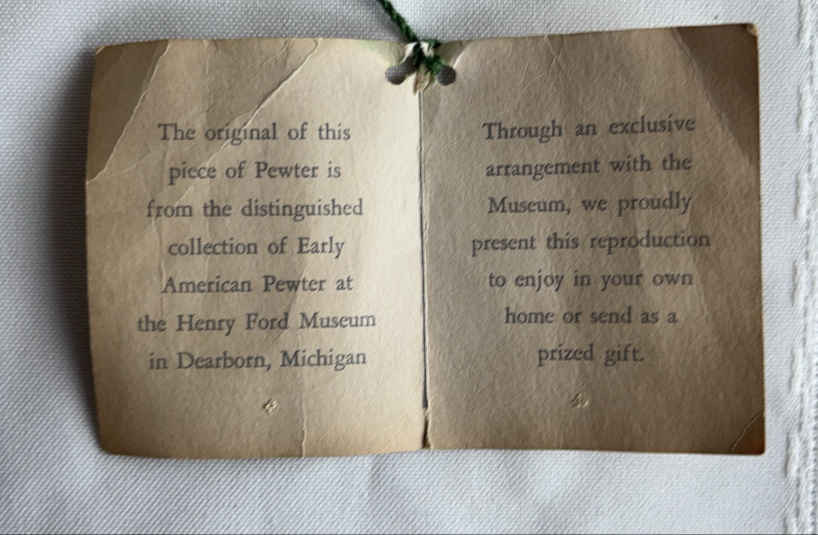 The original of this
piece of Pewter is
from the distinguished
collection of Early
American Pewter at
the Henry Ford Museum
in Dearborn, Michigan
Through an exclusive
arrangement with the
Museum, we proudly
present this reproduction
to enjoy in your own
home or send as a
prized gift.